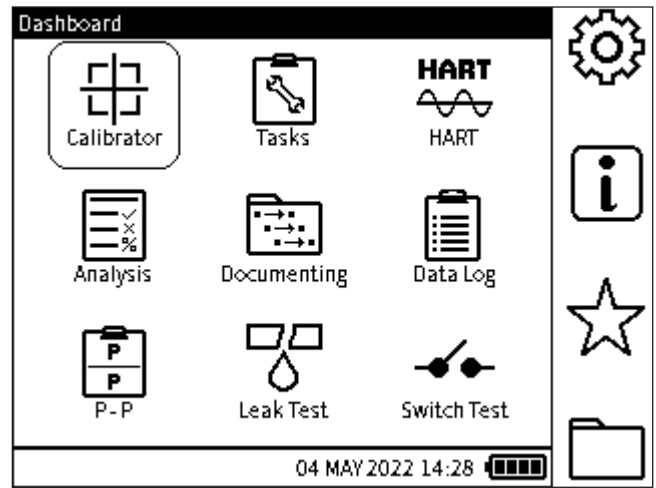 Dashboard
HART
Calibrator Tasks HART
Analysis Documenting Data Log
P
P
P-P Leak Test Switch Test
04 MAY 2022 14:28